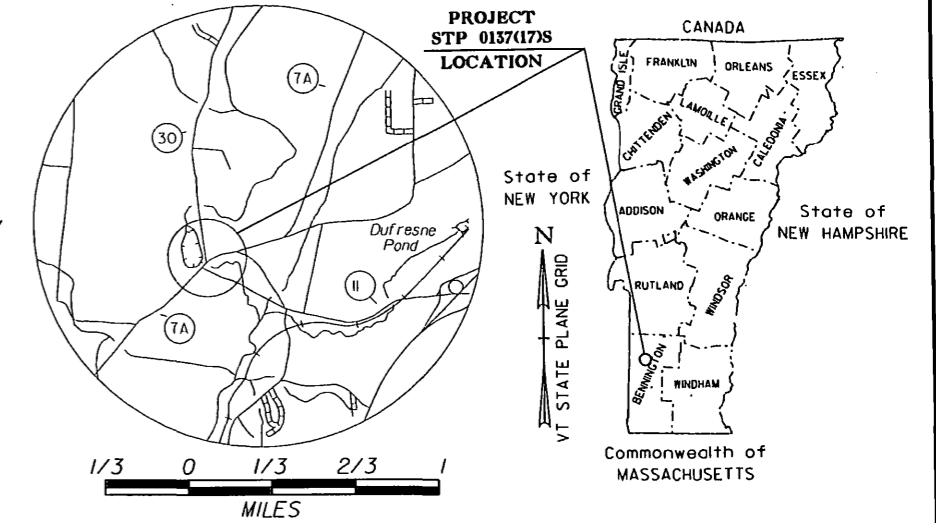 PROJECT
STP 0137(17)S
LOCATION
7A
30
Dufresne
Pond
11
7A
1/3 0 1/3 2/3 1
MILES
CANADA
GRAND ISLE
FRANKLIN
ORLEANS
ESSEX
LAMOILLE
CHITTENDEN
CALEDONIA
WASHINGTON
State of
NEW YORK
ADDISON
ORANGE
State of
NEW HAMPSHIRE
N
VT STATE PLANE GRID
RUTLAND
WINDSOR
BENNINGTON
WINDHAM
Commonwealth of
MASSACHUSETTS